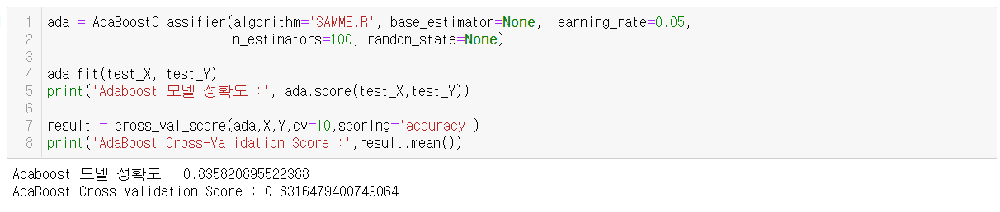 1 ada = AdaBoostClassifier(algorithm='SAMME.R', base_estimator=None, learning_rate=0.05,
2 n_estimators=100, random_state=None)
3
4 ada.fit(test_X, test_Y)
5 print('Adaboost 모델 정확도 :', ada.score(test_X,test_Y))
6
7 result = cross_val_score(ada,X,Y,cv=10,scoring='accuracy')
8 print('AdaBoost Cross-Validation Score :',result.mean())
Adaboost 모델 정확도 : 0.835820895522388
AdaBoost Cross-Validation Score : 0.8316479400749064